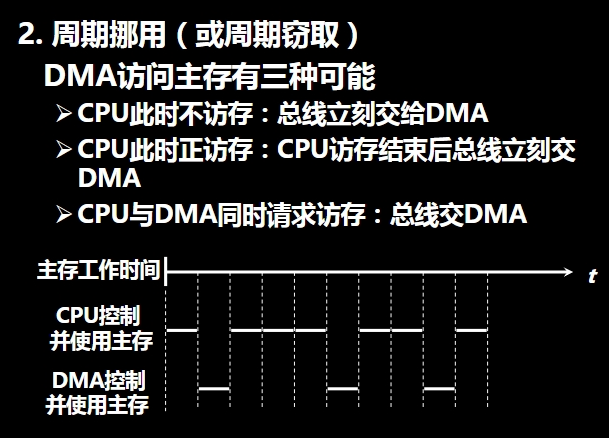 2. 周期挪用（或周期窃取）
DMA访问主存有三种可能
➢CPU此时不访存：总线立刻交给DMA
➢CPU此时正访存：CPU访存结束后总线立刻交
DMA
➢CPU与DMA同时请求访存：总线交DMA
主存工作时间
t
CPU控制
并使用主存
DMA控制
并使用主存